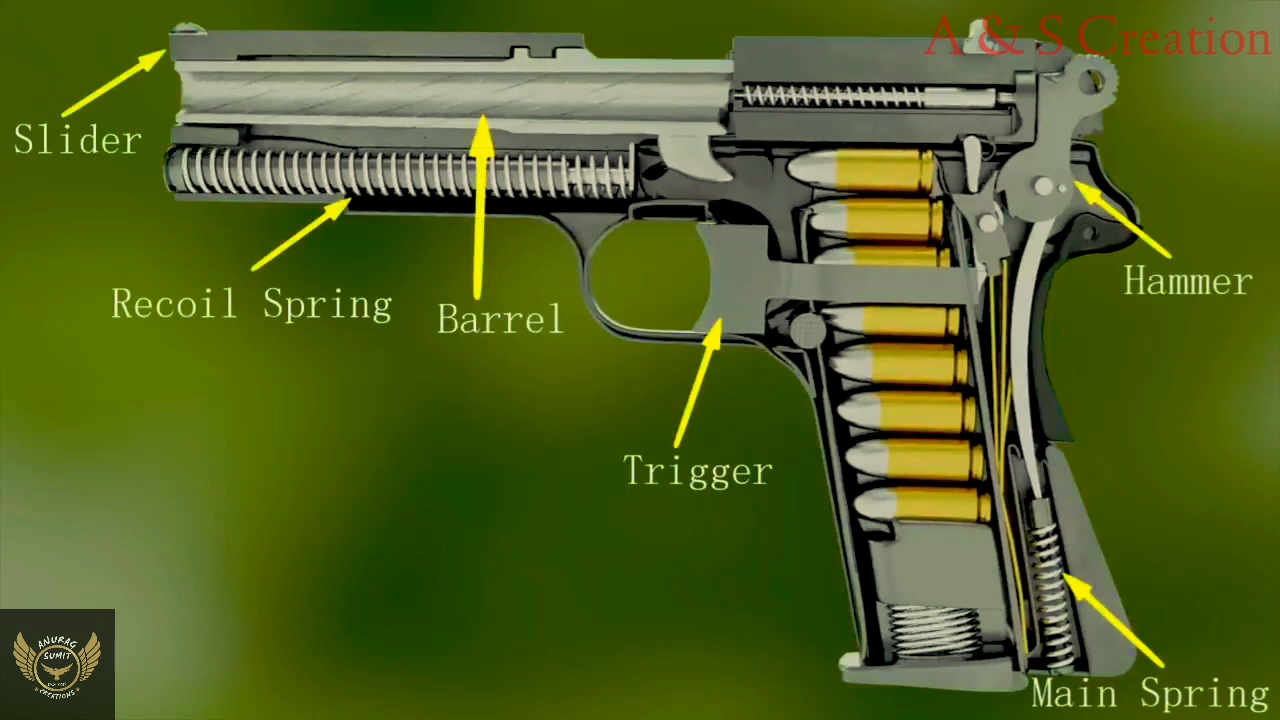 A & S Creation
Slider
Hammer
Recoil Spring
Barrel
Trigger
Main Spring
ANURAG
SUMIT
CREATIONS